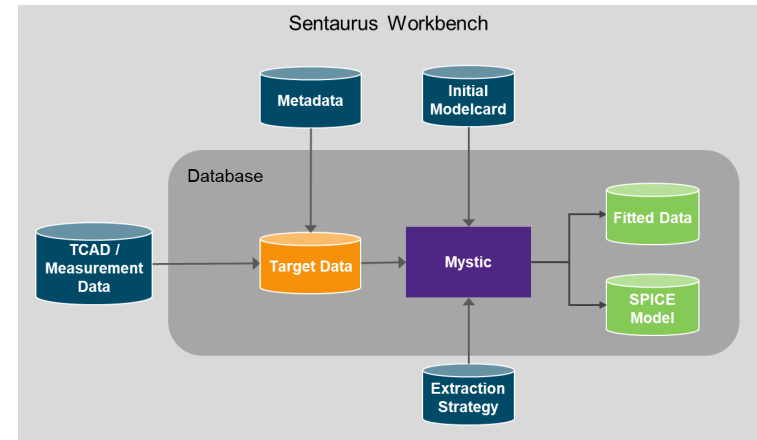 Sentaurus Workbench
Metadata
Initial
Modelcard
Database
TCAD /
Measurement
Data
Target Data
Mystic
Fitted Data
SPICE
Model
Extraction
Strategy